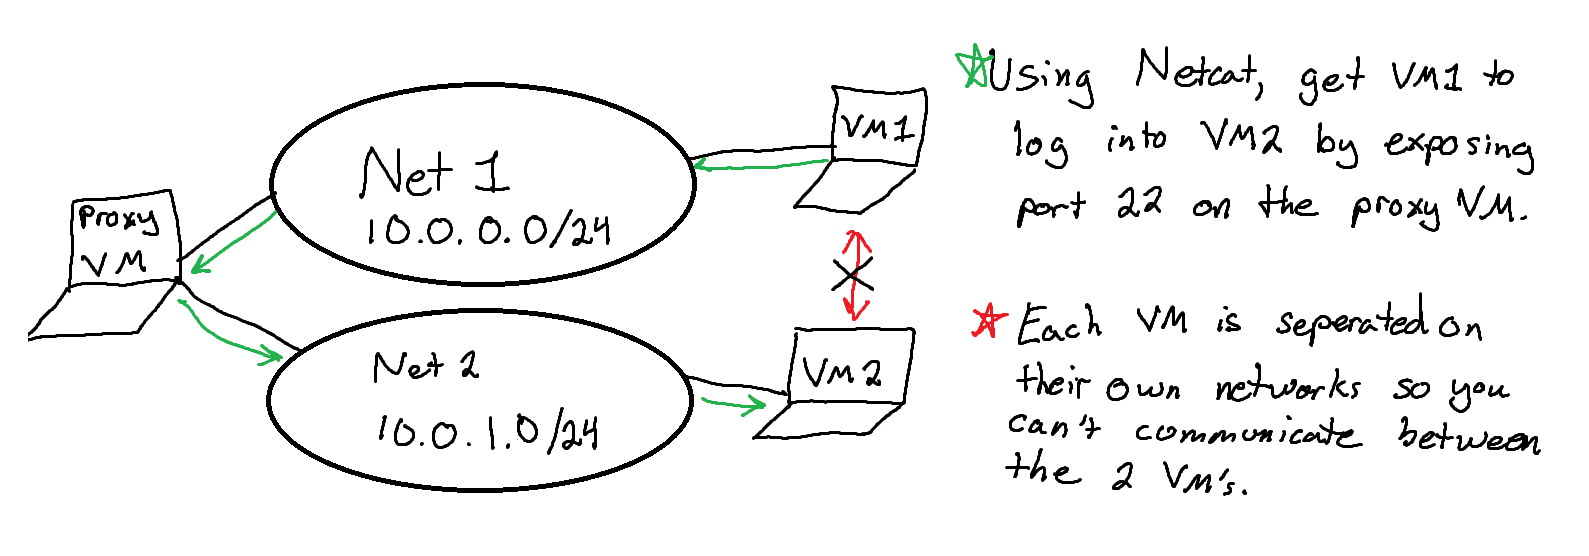 Proxy
VM
Net 1
10.0.0.0/24
VM1
Net 2
10.0.1.0/24
VM2
Using Netcat, get VM1 to
log into VM2 by exposing
port 22 on the proxy VM.
Each VM is seperated on
their own networks so you
can't communicate between
the 2 VM's.